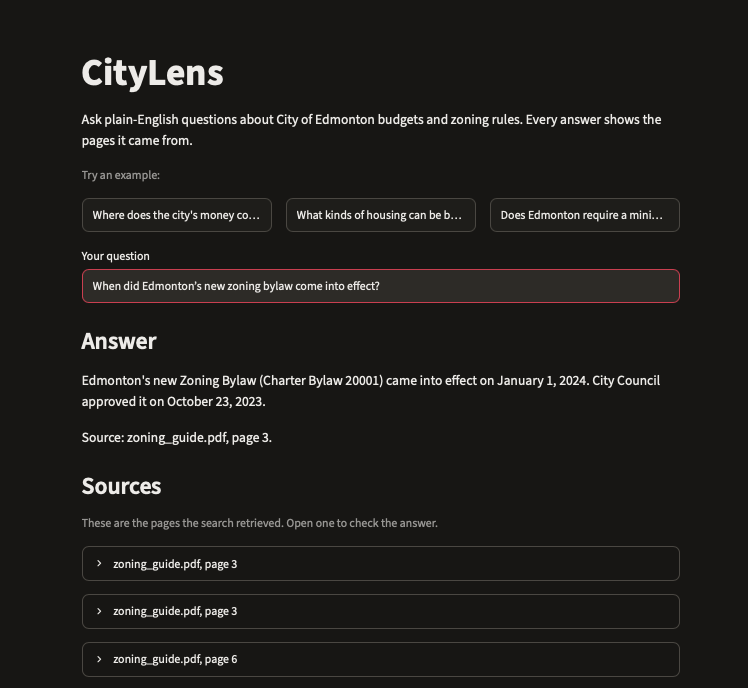 CityLens
Ask plain-English questions about City of Edmonton budgets and zoning rules. Every answer shows the
pages it came from.
Try an example:
Where does the city's money co...
What kinds of housing can be b...
Does Edmonton require a mini...
Your question
When did Edmonton's new zoning bylaw come into effect?
Answer
Edmonton's new Zoning Bylaw (Charter Bylaw 20001) came into effect on January 1, 2024. City Council
approved it on October 23, 2023.
Source: zoning_guide.pdf, page 3.
Sources
These are the pages the search retrieved. Open one to check the answer.
zoning_guide.pdf, page 3
zoning_guide.pdf, page 3
zoning_guide.pdf, page 6